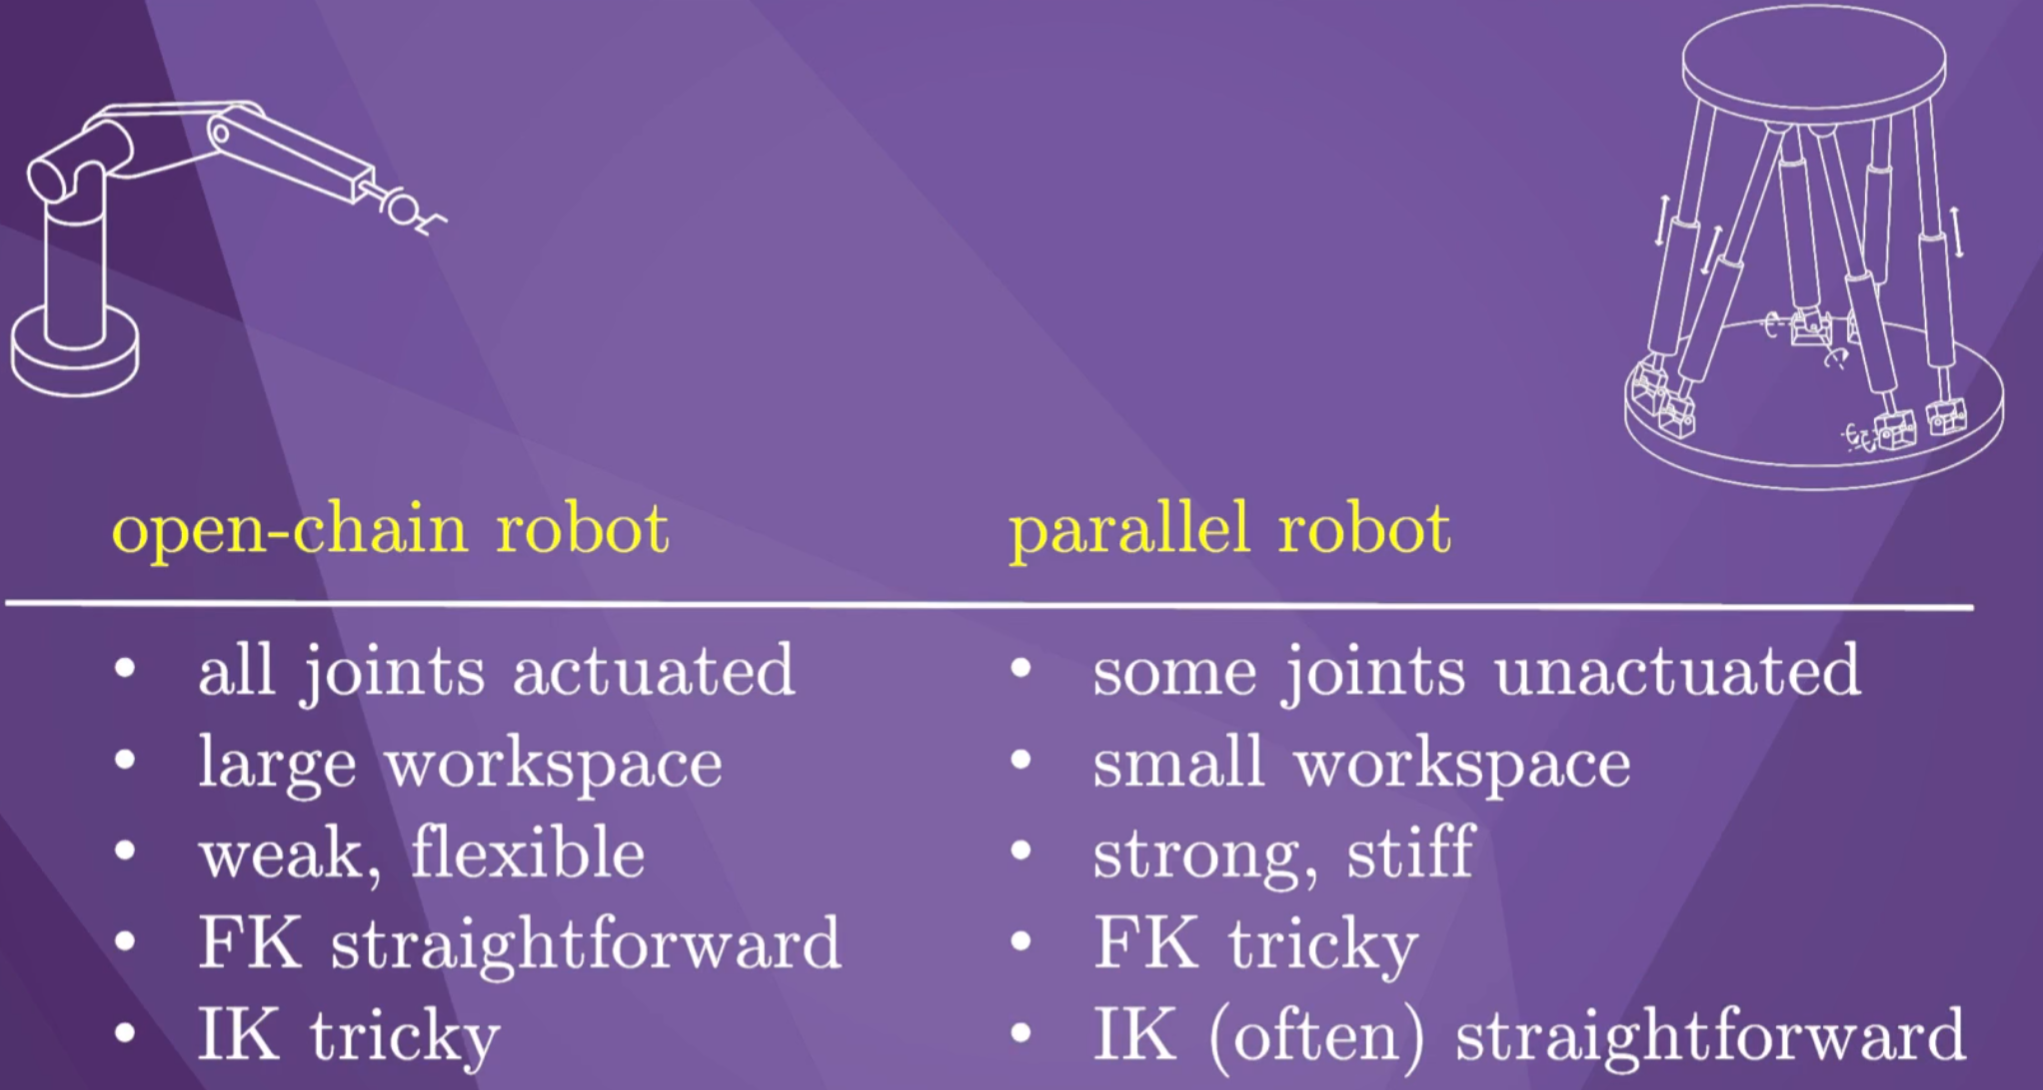 open-chain robot
• all joints actuated
• large workspace
• weak, flexible
• FK straightforward
• IK tricky
parallel robot
• some joints unactuated
• small workspace
• strong, stiff
• FK tricky
• IK (often) straightforward